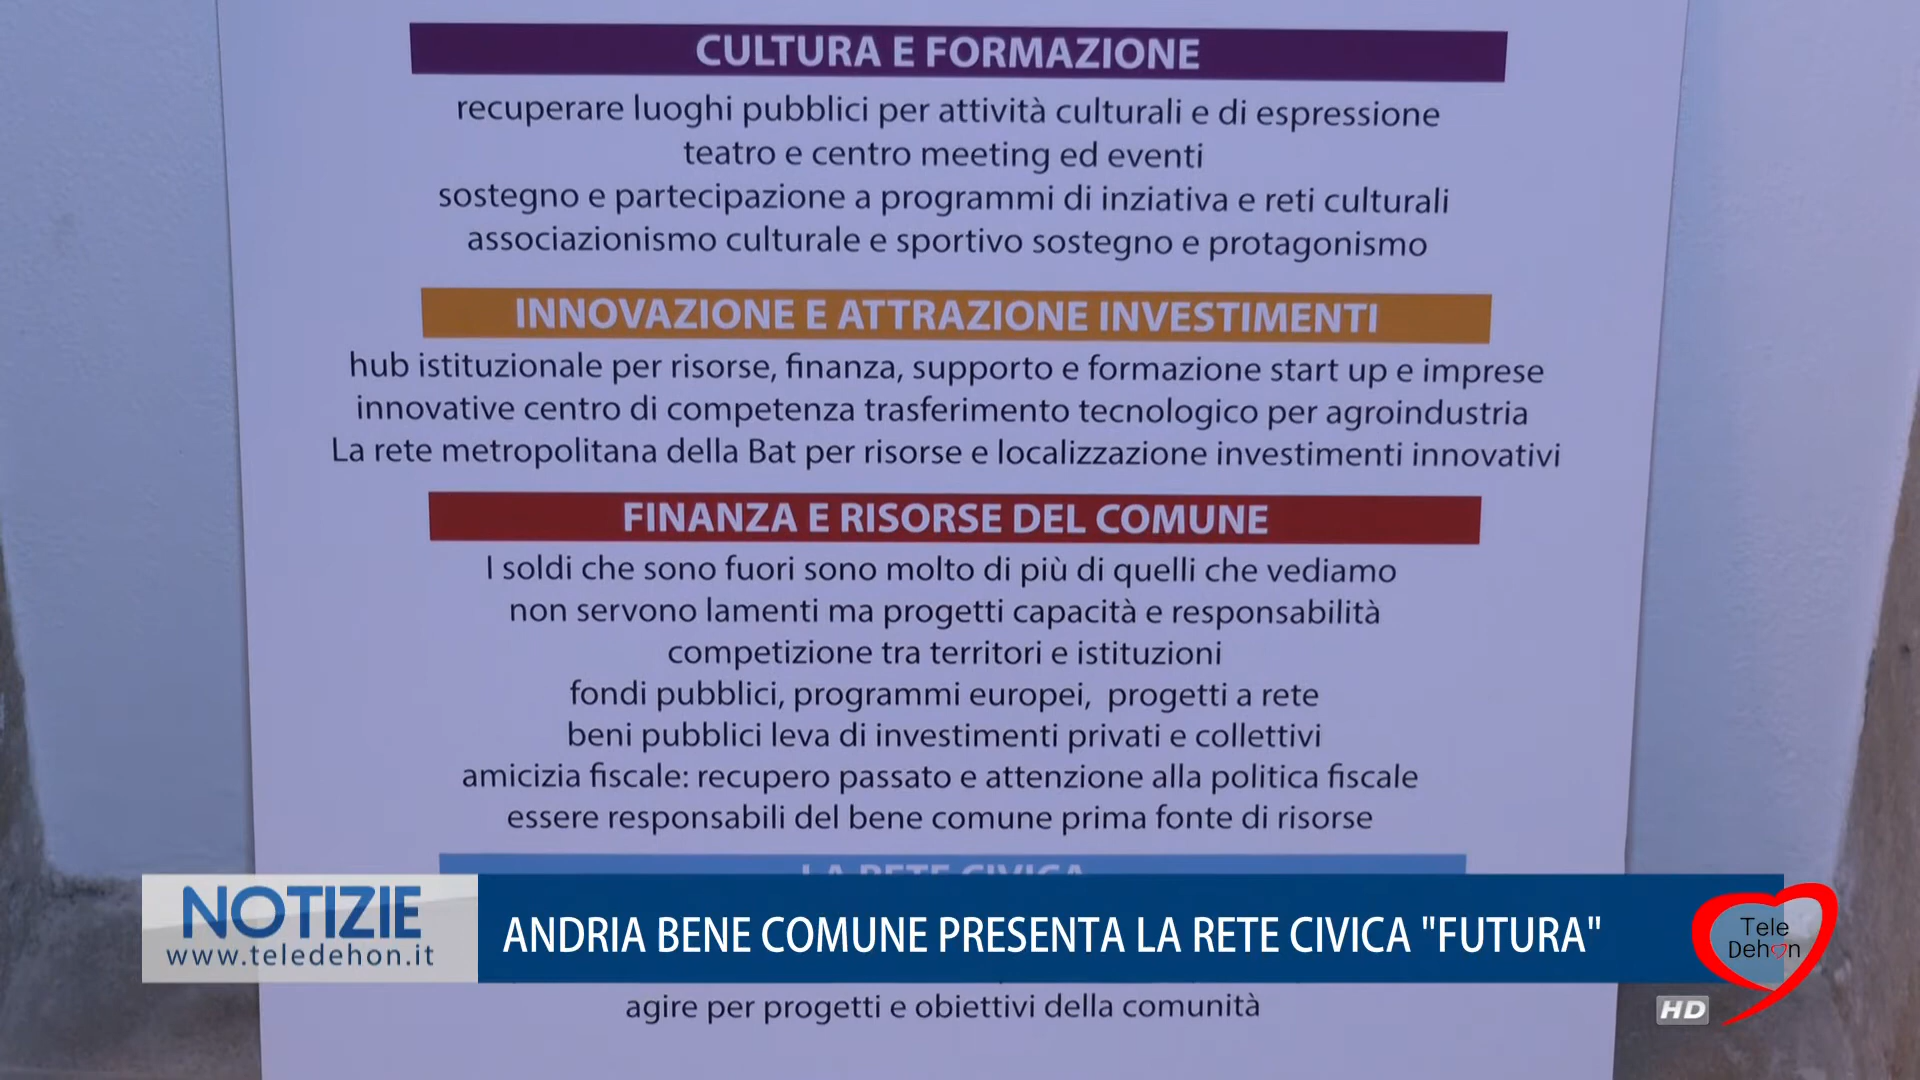 CULTURA E FORMAZIONE
recuperare luoghi pubblici per attività culturali e di espressione
teatro e centro meeting ed eventi
sostegno e partecipazione a programmi di inziativa e reti culturali
associazionismo culturale e sportivo sostegno e protagonismo
INNOVAZIONE E ATTRAZIONE INVESTIMENTI
hub istituzionale per risorse, finanza, supporto e formazione start up e imprese
innovative centro di competenza trasferimento tecnologico per agroindustria
La rete metropolitana della Bat per risorse e localizzazione investimenti innovativi
FINANZA E RISORSE DEL COMUNE
I soldi che sono fuori sono molto di più di quelli che vediamo
non servono lamenti ma progetti capacità e responsabilità
competizione tra territori e istituzioni
fondi pubblici, programmi europei, progetti a rete
beni pubblici leva di investimenti privati e collettivi
amicizia fiscale: recupero passato e attenzione alla politica fiscale
essere responsabili del bene comune prima fonte di risorse
LA RETE CIVICA
NOTIZIE
www.teledehon.it
ANDRIA BENE COMUNE PRESENTA LA RETE CIVICA "FUTURA"
Tele
Dehon
HD
agire per progetti e obiettivi della comunità